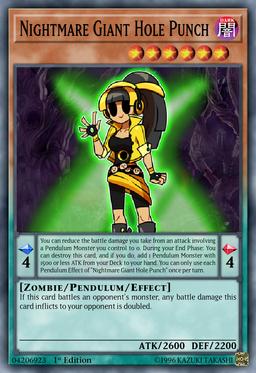 Nightmare Giant Hole Punch
DARK
闇
You can reduce the battle damage you take from an attack involving
a Pendulum Monster you control to 0. During your End Phase: You
can destroy this card, and if you do, add 1 Pendulum Monster with
1500 or less ATK from your Deck to your hand. You can only use each
Pendulum Effect of "Nightmare Giant Hole Punch" once per turn.
4
4
[Zombie/Pendulum/Effect]
If this card battles an opponent's monster, any battle damage this
card inflicts to your opponent is doubled.
ATK/2600 DEF/2200
04206923 1st Edition ©1996 KAZUKI TAKAHASHI